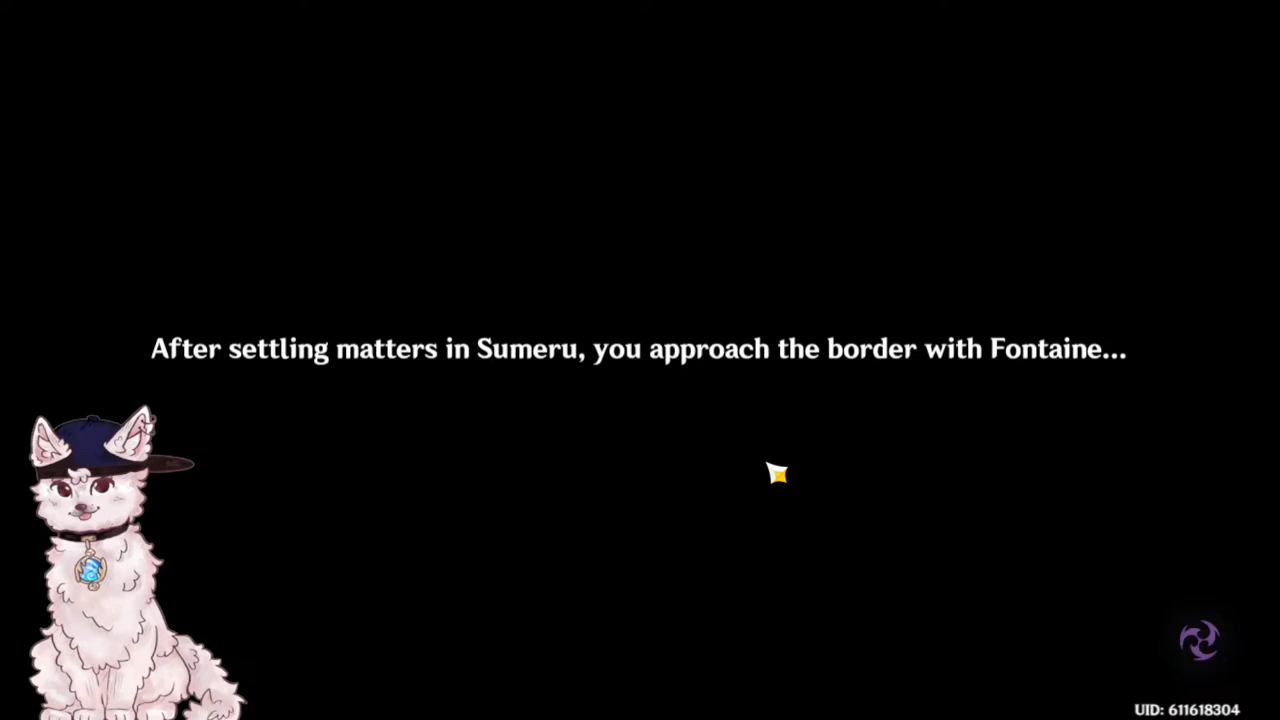 After settling matters in Sumeru, you approach the border with Fontaine...
UID: 611618304